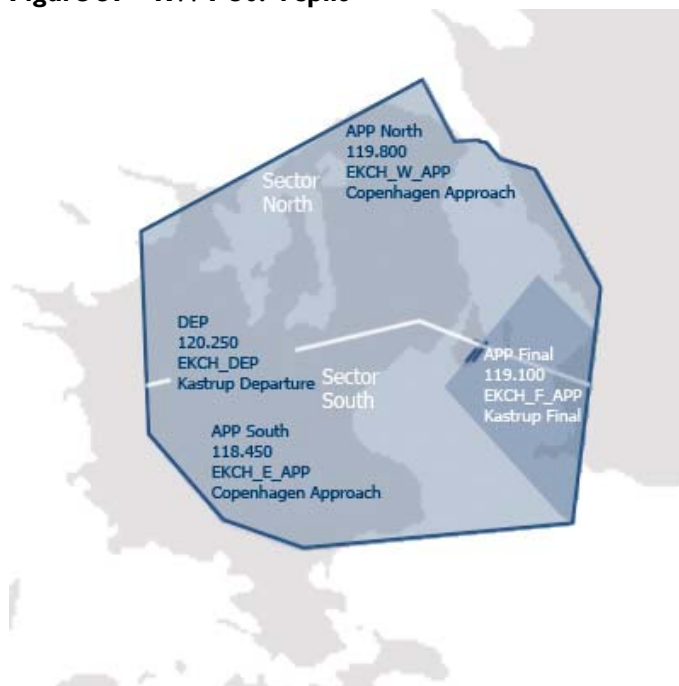 APP North
119.800
EKCH_W_APP
Copenhagen Approach
Sector
North
DEP
120.250
EKCH_DEP
Kastrup Departure
Sector
South
APP Final
119.100
EKCH_F_APP
Kastrup Final
APP South
118.450
EKCH_E_APP
Copenhagen Approach